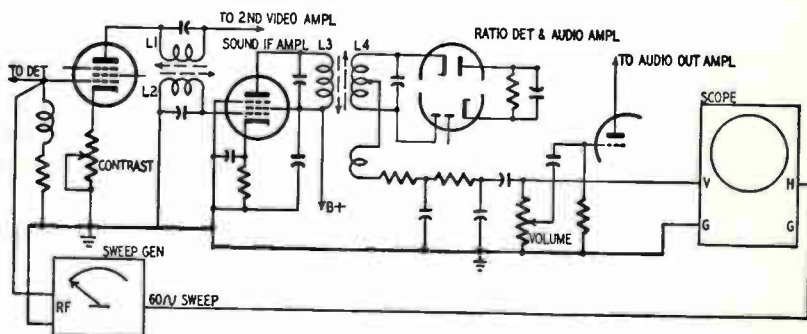 TO 2ND VIDEO AMPL
L1
SOUND IF AMPL
L3
L4
RATIO DET & AUDIO AMPL
TO DET
L2
TO AUDIO OUT AMPL
SCOPE
CONTRAST
V
H
B+
VOLUME
G
G
SWEEP GEN
RF
60∿ SWEEP